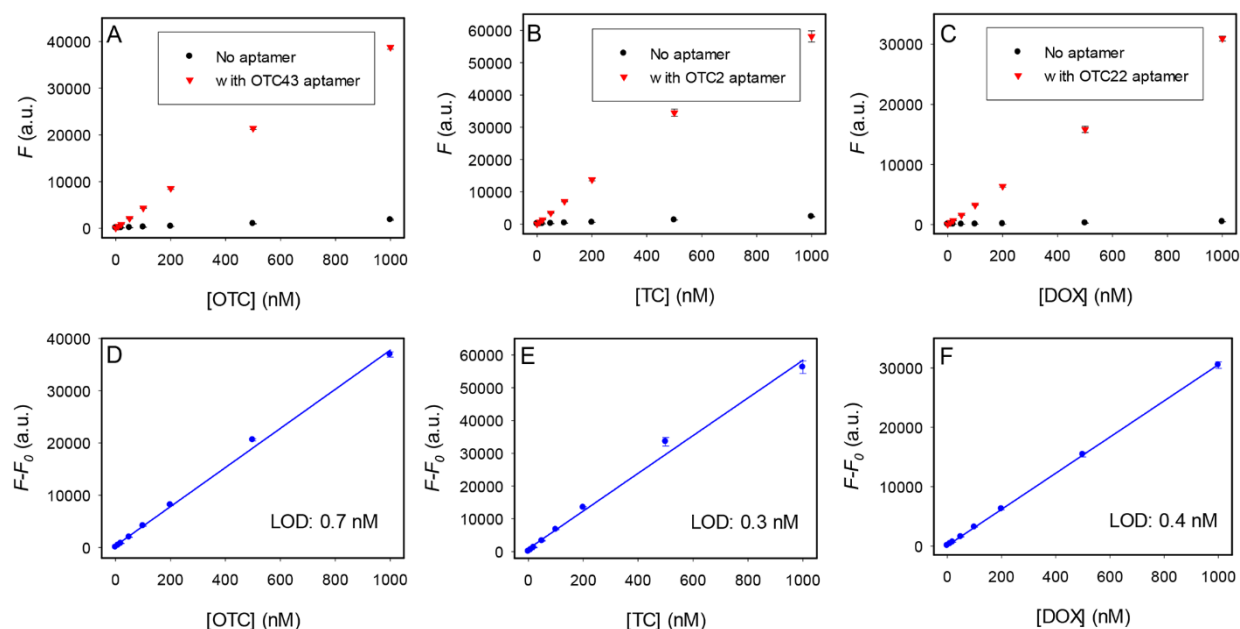 A
No aptamer
with OTC43 aptamer
F (a.u.)
40000
30000
20000
10000
0
0 200 400 600 800 1000
[OTC] (nM)
B
No aptamer
with OTC2 aptamer
F (a.u.)
60000
50000
40000
30000
20000
10000
0
0 200 400 600 800 1000
[TC] (nM)
C
No aptamer
with OTC22 aptamer
F (a.u.)
30000
20000
10000
0
0 200 400 600 800 1000
[DOX] (nM)
D
F-F0 (a.u.)
40000
30000
20000
10000
0
LOD: 0.7 nM
0 200 400 600 800 1000
[OTC] (nM)
E
F-F0 (a.u.)
70000
60000
50000
40000
30000
20000
10000
0
LOD: 0.3 nM
0 200 400 600 800 1000
[TC] (nM)
F
F-F0 (a.u.)
30000
20000
10000
0
LOD: 0.4 nM
0 200 400 600 800 1000
[DOX] (nM)